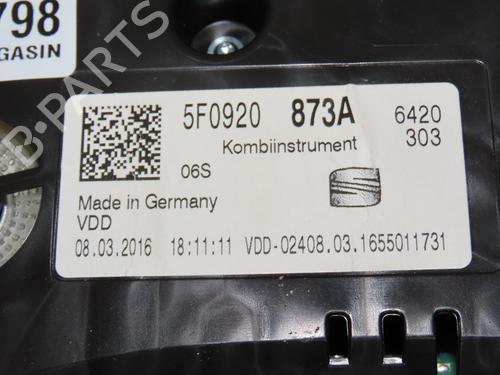 798
GASIN
B-PARTS
5F0920 873A 6420
Kombiinstrument 303
06S
Made in Germany
VDD
08.03.2016 18:11:11 VDD-02408.03.1655011731